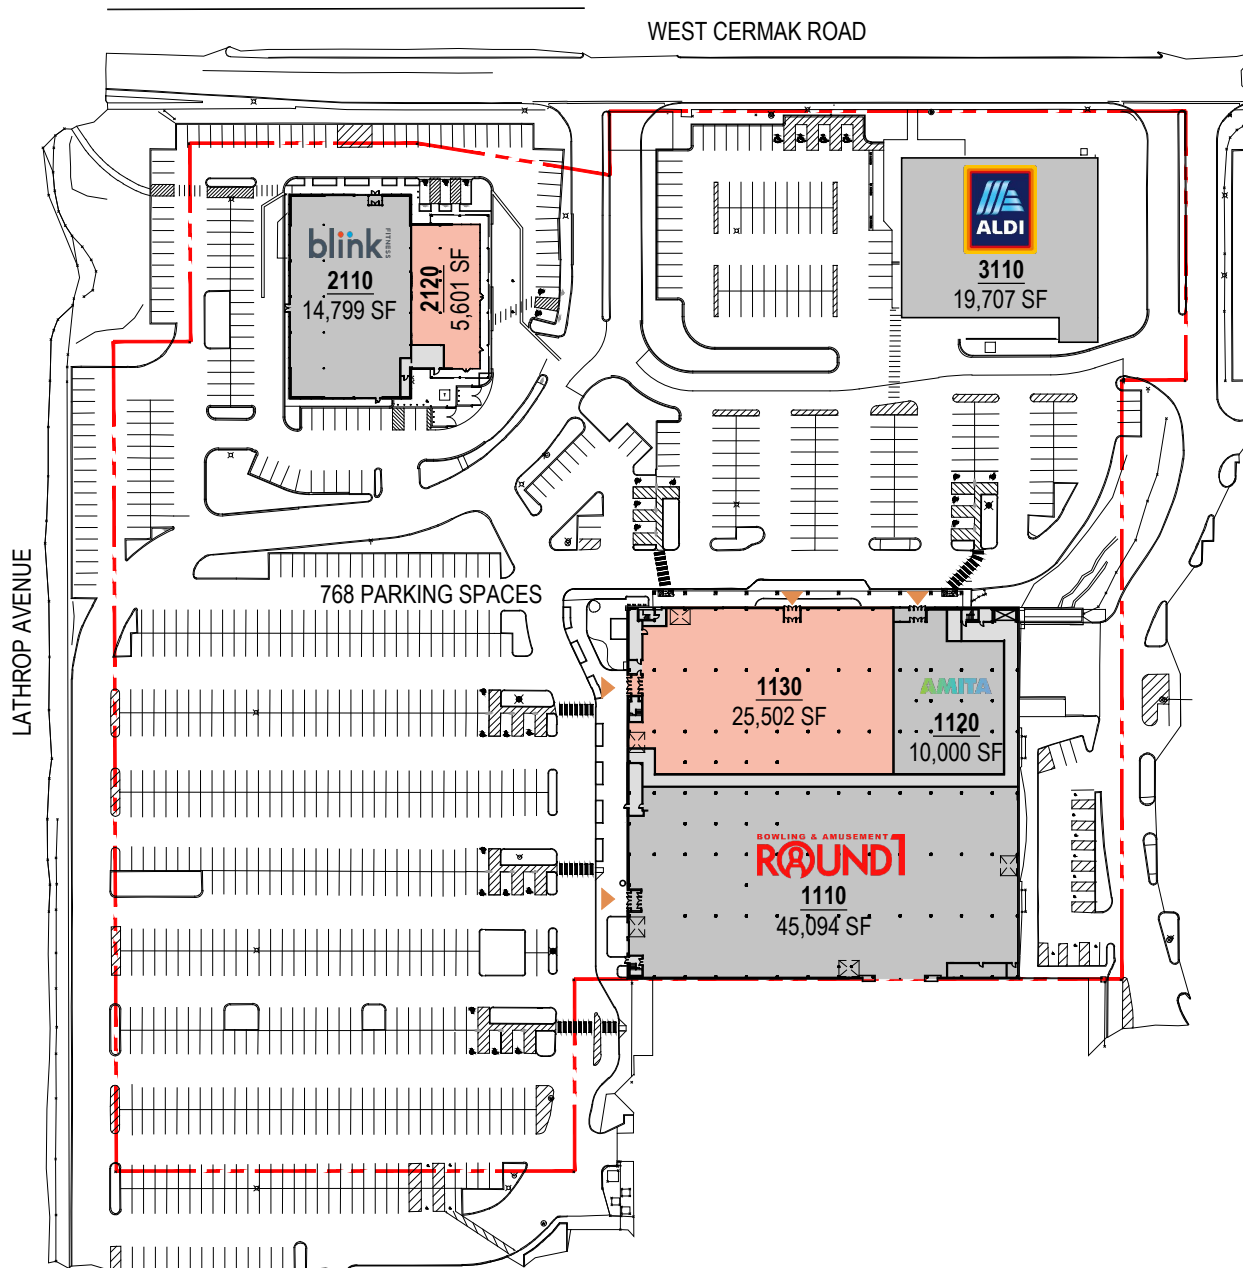 WEST CERMAK ROAD
blink
FITNESS
2110
14,799 SF
2120
5,601 SF
ALDI
3110
19,707 SF
LATHROP AVENUE
768 PARKING SPACES
1130
25,502 SF
AMITA
1120
10,000 SF
BOWLING & AMUSEMENT
ROUND1
1110
45,094 SF